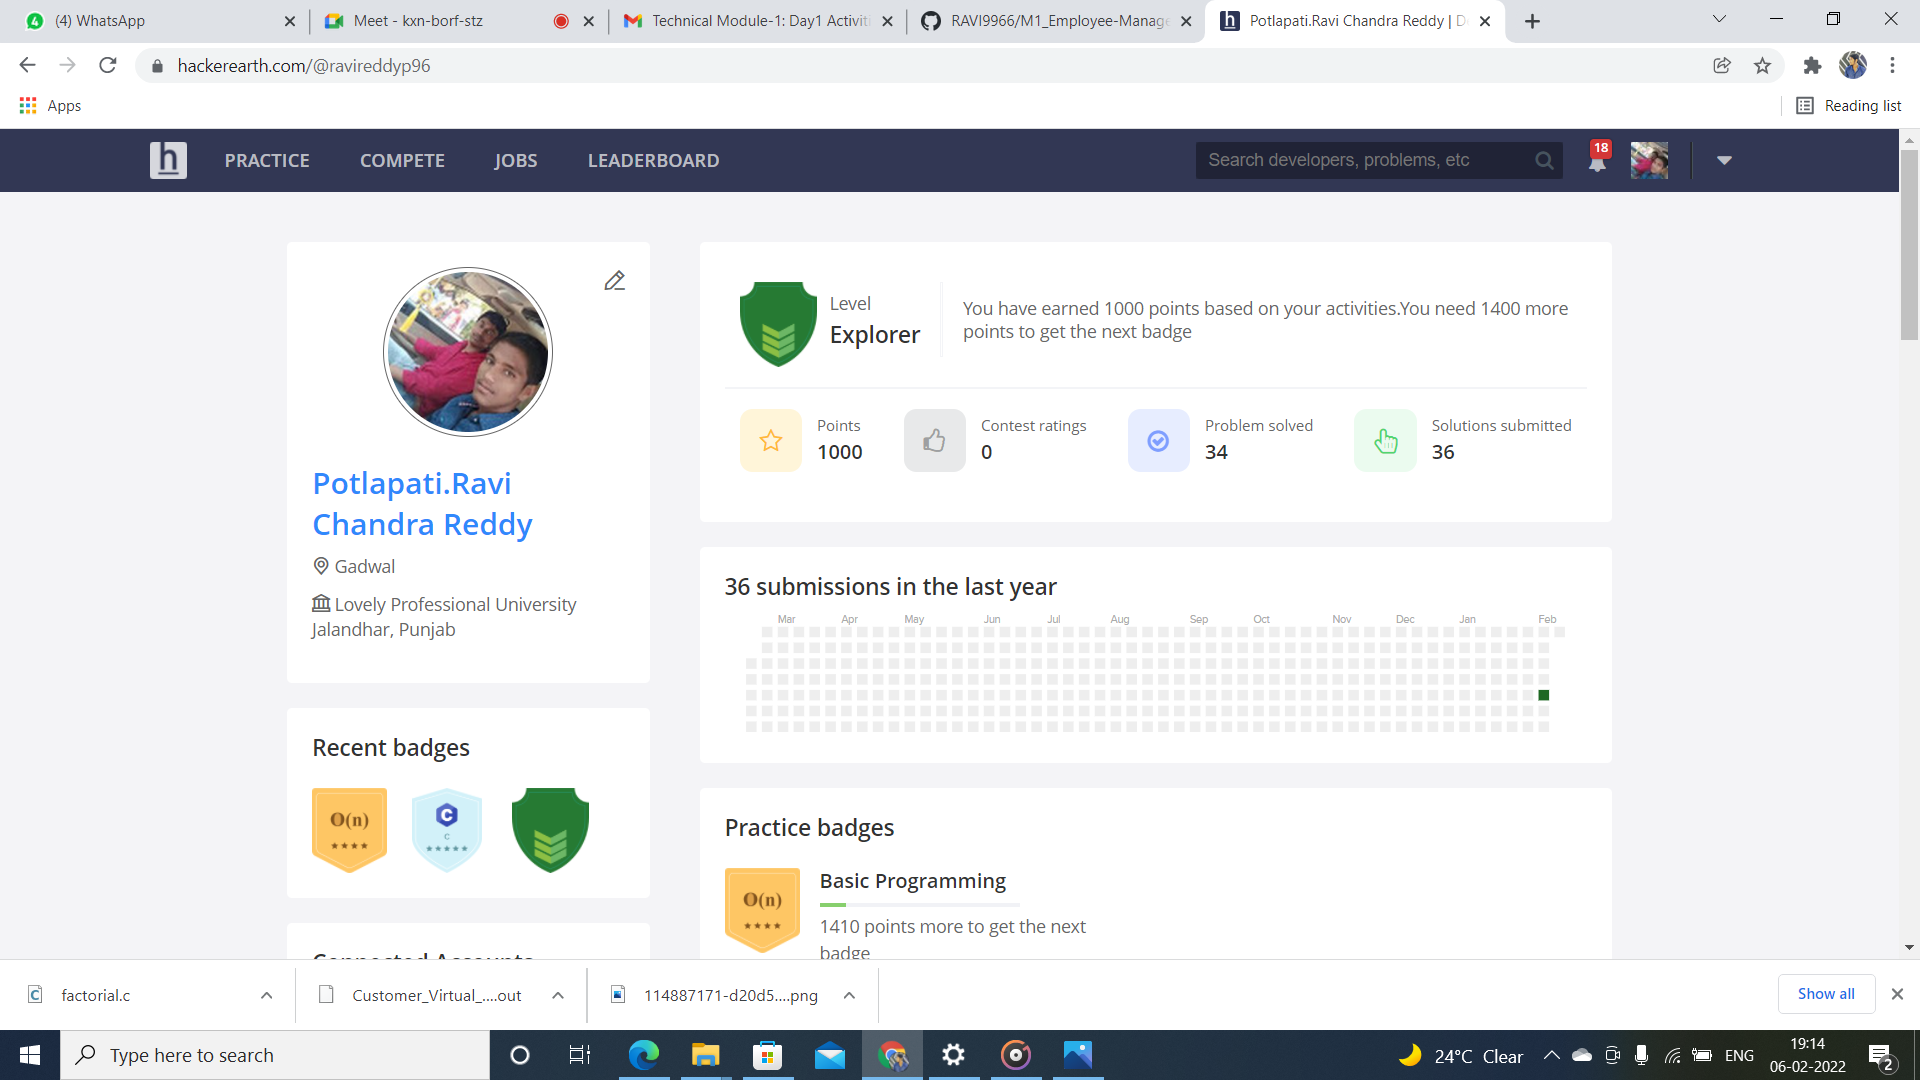 (4) WhatsApp
Meet - kxn-borf-stz
Technical Module-1: Day1 Activiti
RAVI9966/M1_Employee-Manage
Potlapati.Ravi Chandra Reddy | D
hackerearth.com/@ravireddyp96
Apps
Reading list
h
PRACTICE
COMPETE
JOBS
LEADERBOARD
Search developers, problems, etc
18
Potlapati.Ravi
Chandra Reddy
Gadwal
Lovely Professional University
Jalandhar, Punjab
Level
Explorer
You have earned 1000 points based on your activities.You need 1400 more
points to get the next badge
Points
1000
Contest ratings
0
Problem solved
34
Solutions submitted
36
36 submissions in the last year
Mar Apr May Jun Jul Aug Sep Oct Nov Dec Jan Feb
Recent badges
O(n)
C
C
Practice badges
O(n)
Basic Programming
1410 points more to get the next
badge
Connected Accounts
factorial.c
Customer_Virtual_....out
114887171-d20d5....png
Show all
Type here to search
24°C Clear
ENG
19:14
06-02-2022
2